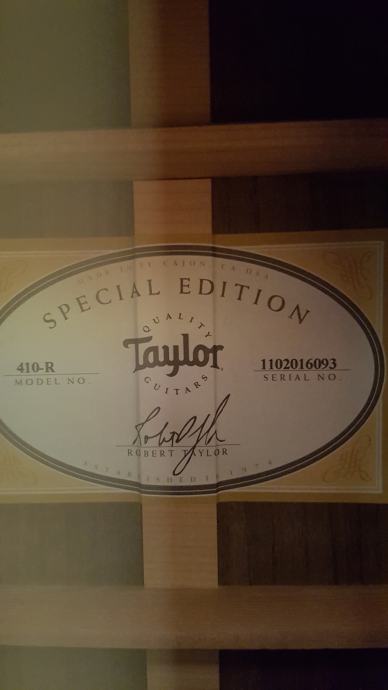 MADE IN EL CAJON, CA USA
SPECIAL EDITION
QUALITY
Taylor
GUITARS
410-R
MODEL NO.
1102016093
SERIAL NO.
ROBERT TAYLOR
ESTABLISHED IN 1974